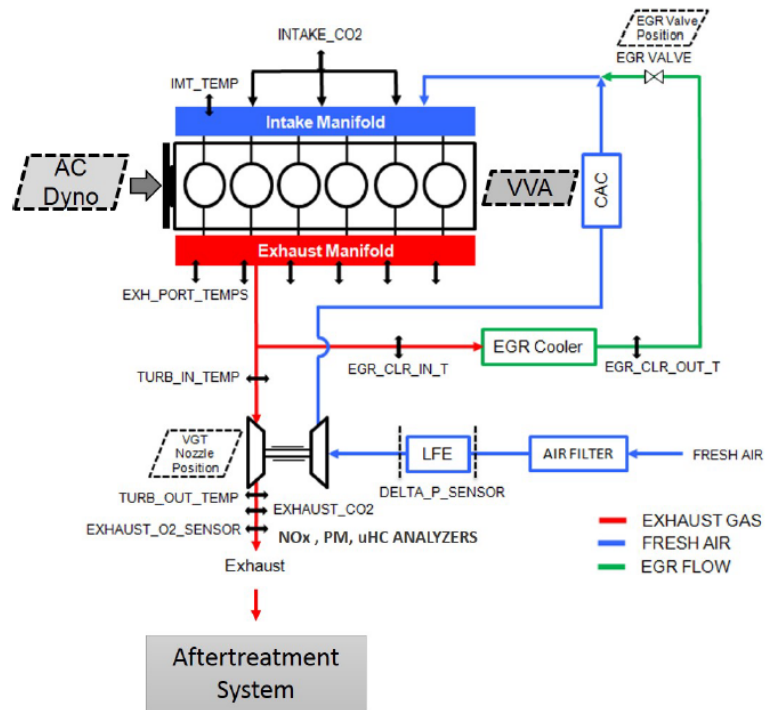 INTAKE_CO2
EGR Valve
Position
EGR VALVE
IMT_TEMP
Intake Manifold
AC
Dyno
VVA
CAC
Exhaust Manifold
EXH_PORT_TEMPS
EGR Cooler
TURB_IN_TEMP
EGR_CLR_IN_T
EGR_CLR_OUT_T
VGT
Nozzle
Position
LFE
AIR FILTER
FRESH AIR
DELTA_P_SENSOR
TURB_OUT_TEMP
EXHAUST_CO2
EXHAUST_O2_SENSOR
NOx , PM, uHC ANALYZERS
EXHAUST GAS
FRESH AIR
EGR FLOW
Exhaust
Aftertreatment
System